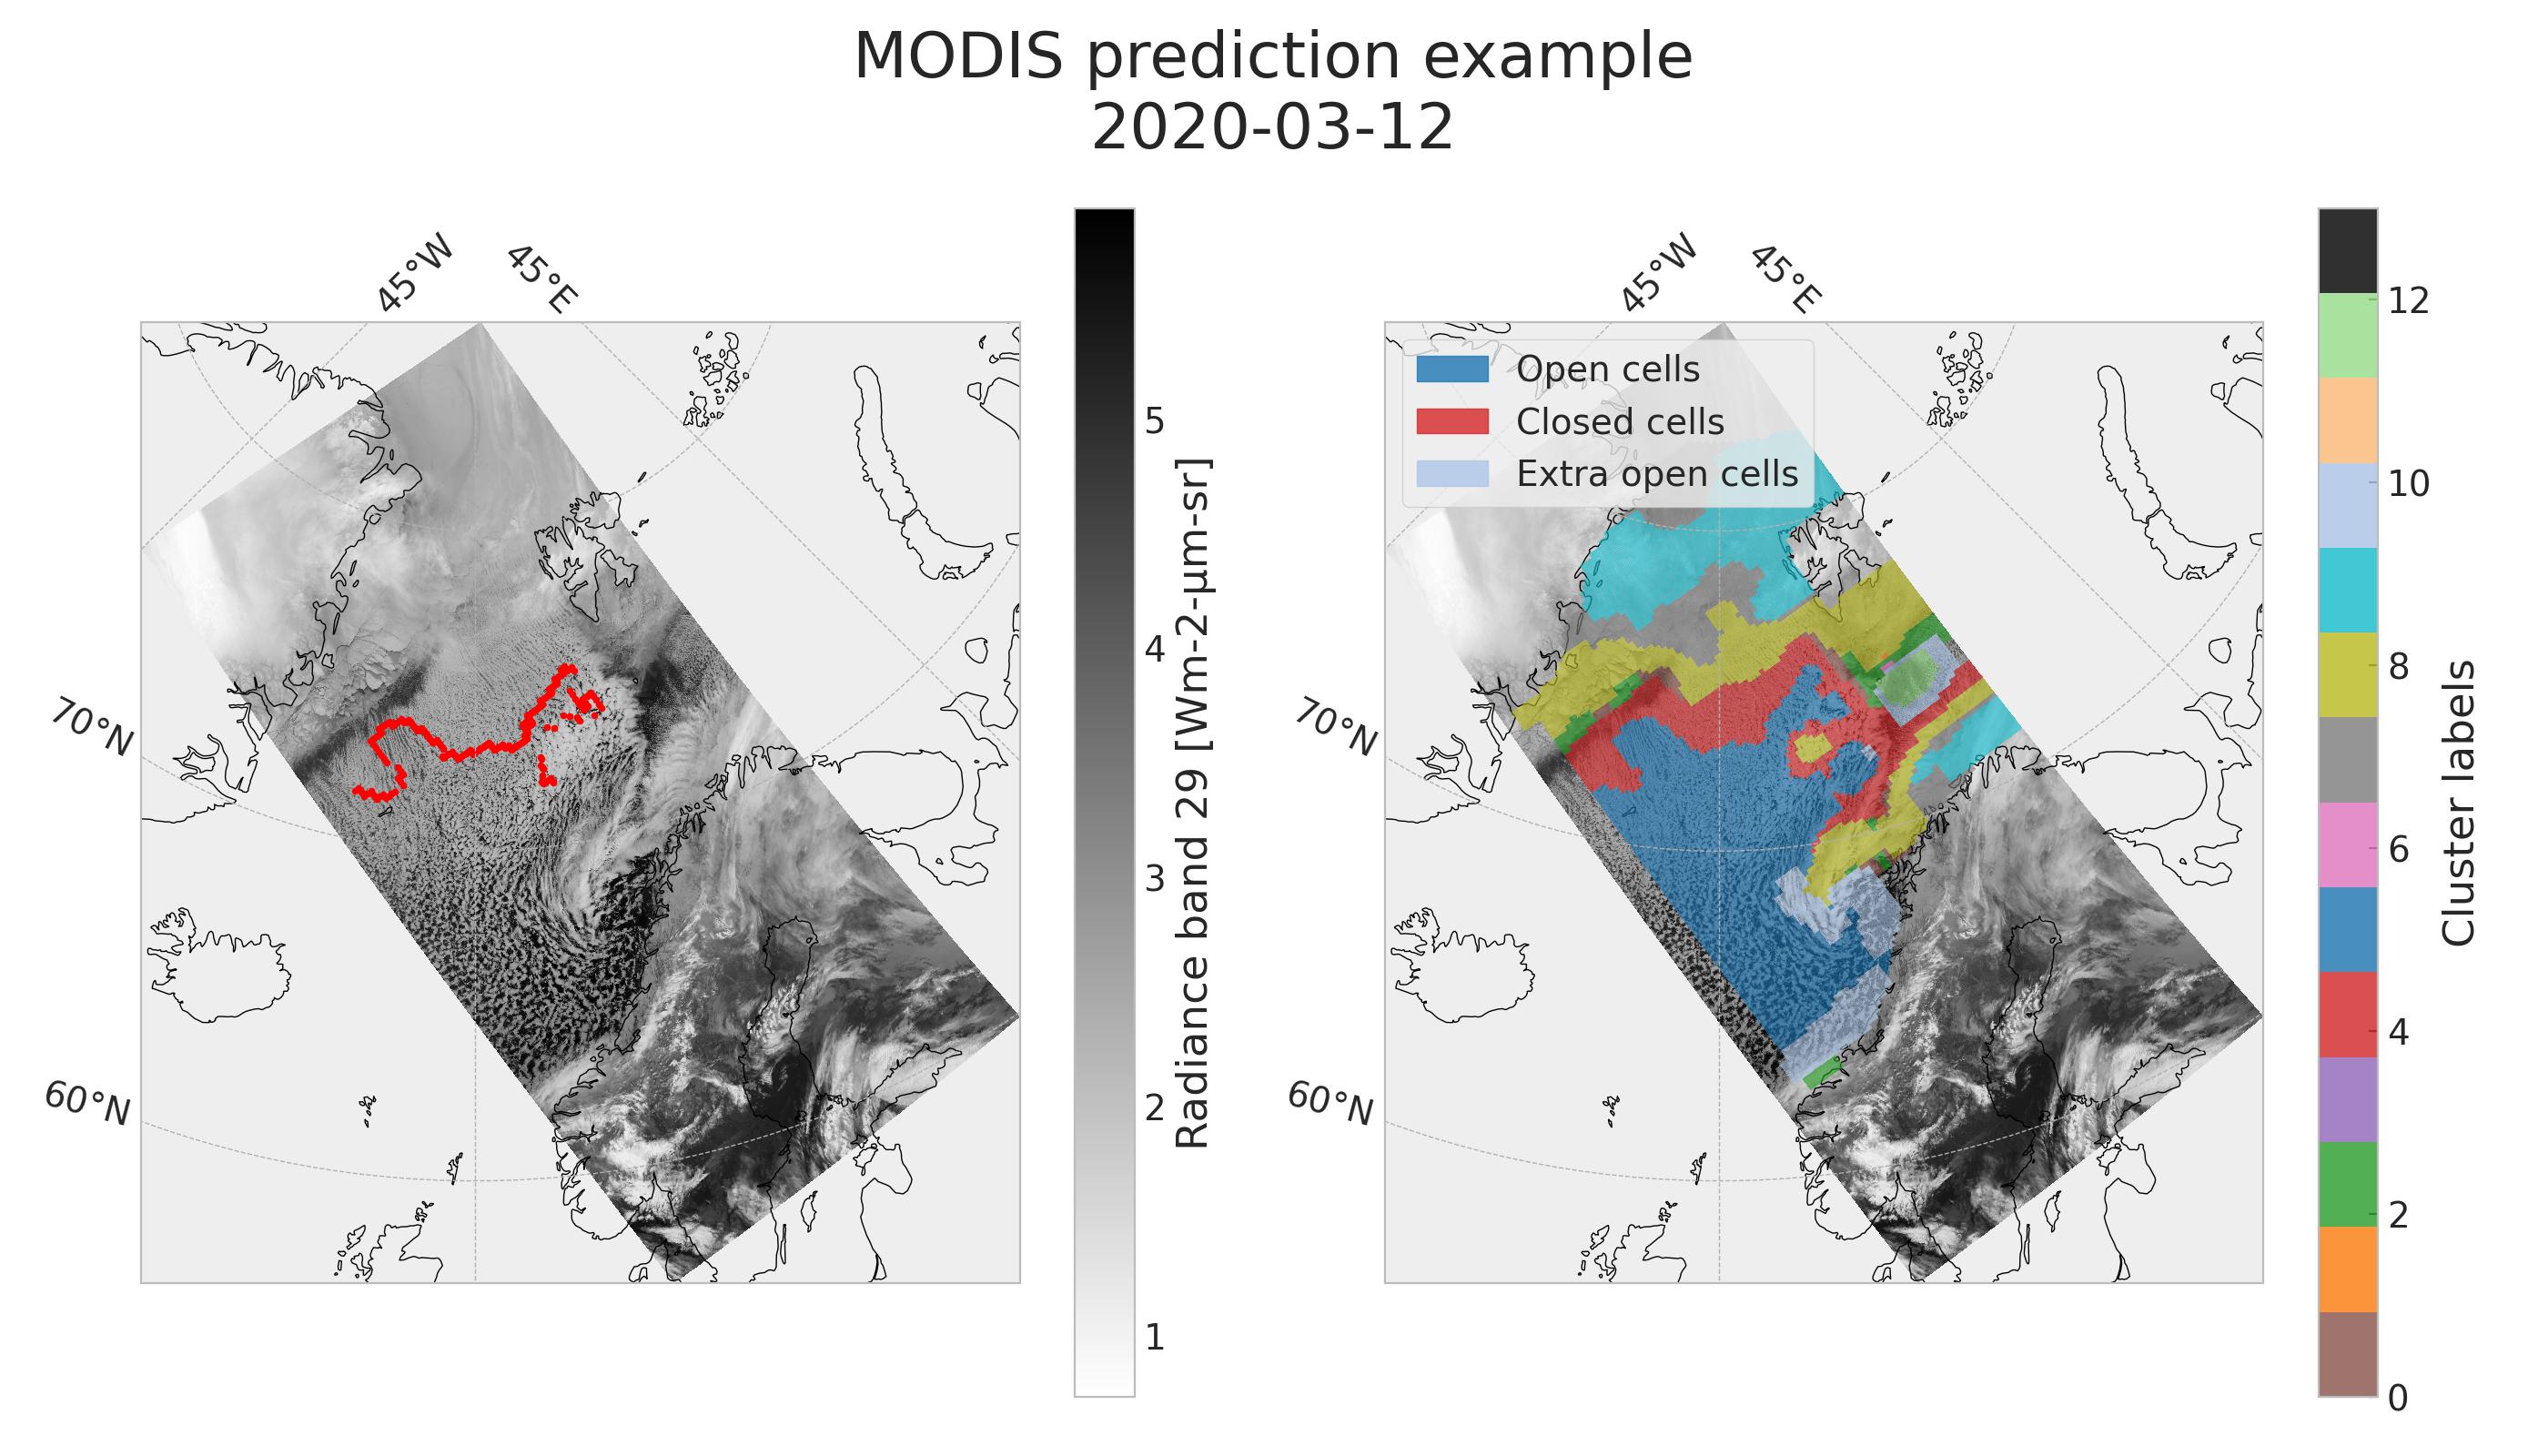 MODIS prediction example
2020-03-12
45°W
45°E
70°N
60°N
5
4
3
2
1
Radiance band 29 [Wm-2-µm-sr]
45°W
45°E
Open cells
Closed cells
Extra open cells
70°N
60°N
12
10
8
6
4
2
0
Cluster labels